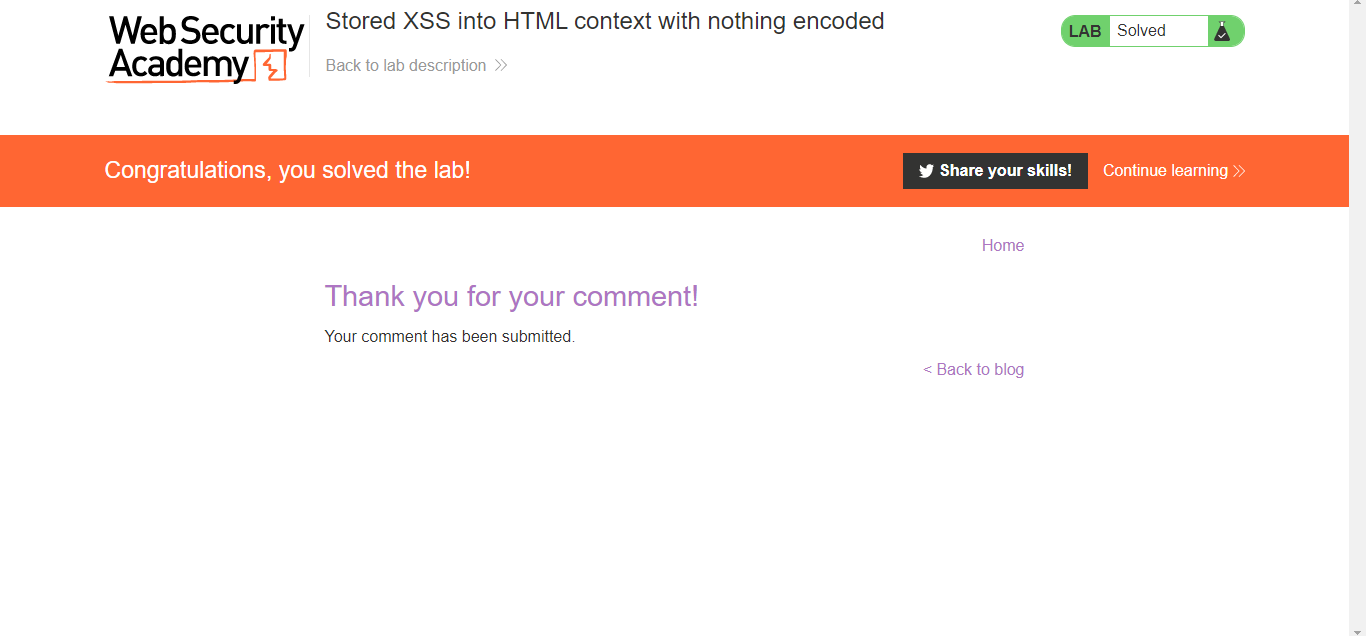 Web Security
Academy
Stored XSS into HTML context with nothing encoded
Back to lab description >>
LAB Solved
Congratulations, you solved the lab!
Share your skills!
Continue learning >>
Home
Thank you for your comment!
Your comment has been submitted.
< Back to blog